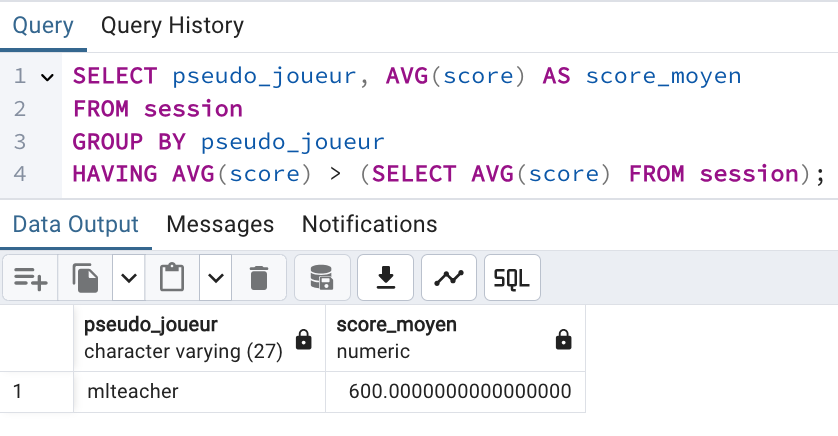 Query Query History
1 SELECT pseudo_joueur, AVG(score) AS score_moyen
2 FROM session
3 GROUP BY pseudo_joueur
4 HAVING AVG(score) > (SELECT AVG(score) FROM session);
Data Output Messages Notifications
SQL
pseudo_joueur score_moyen
character varying (27) numeric
1 mlteacher 600.0000000000000000